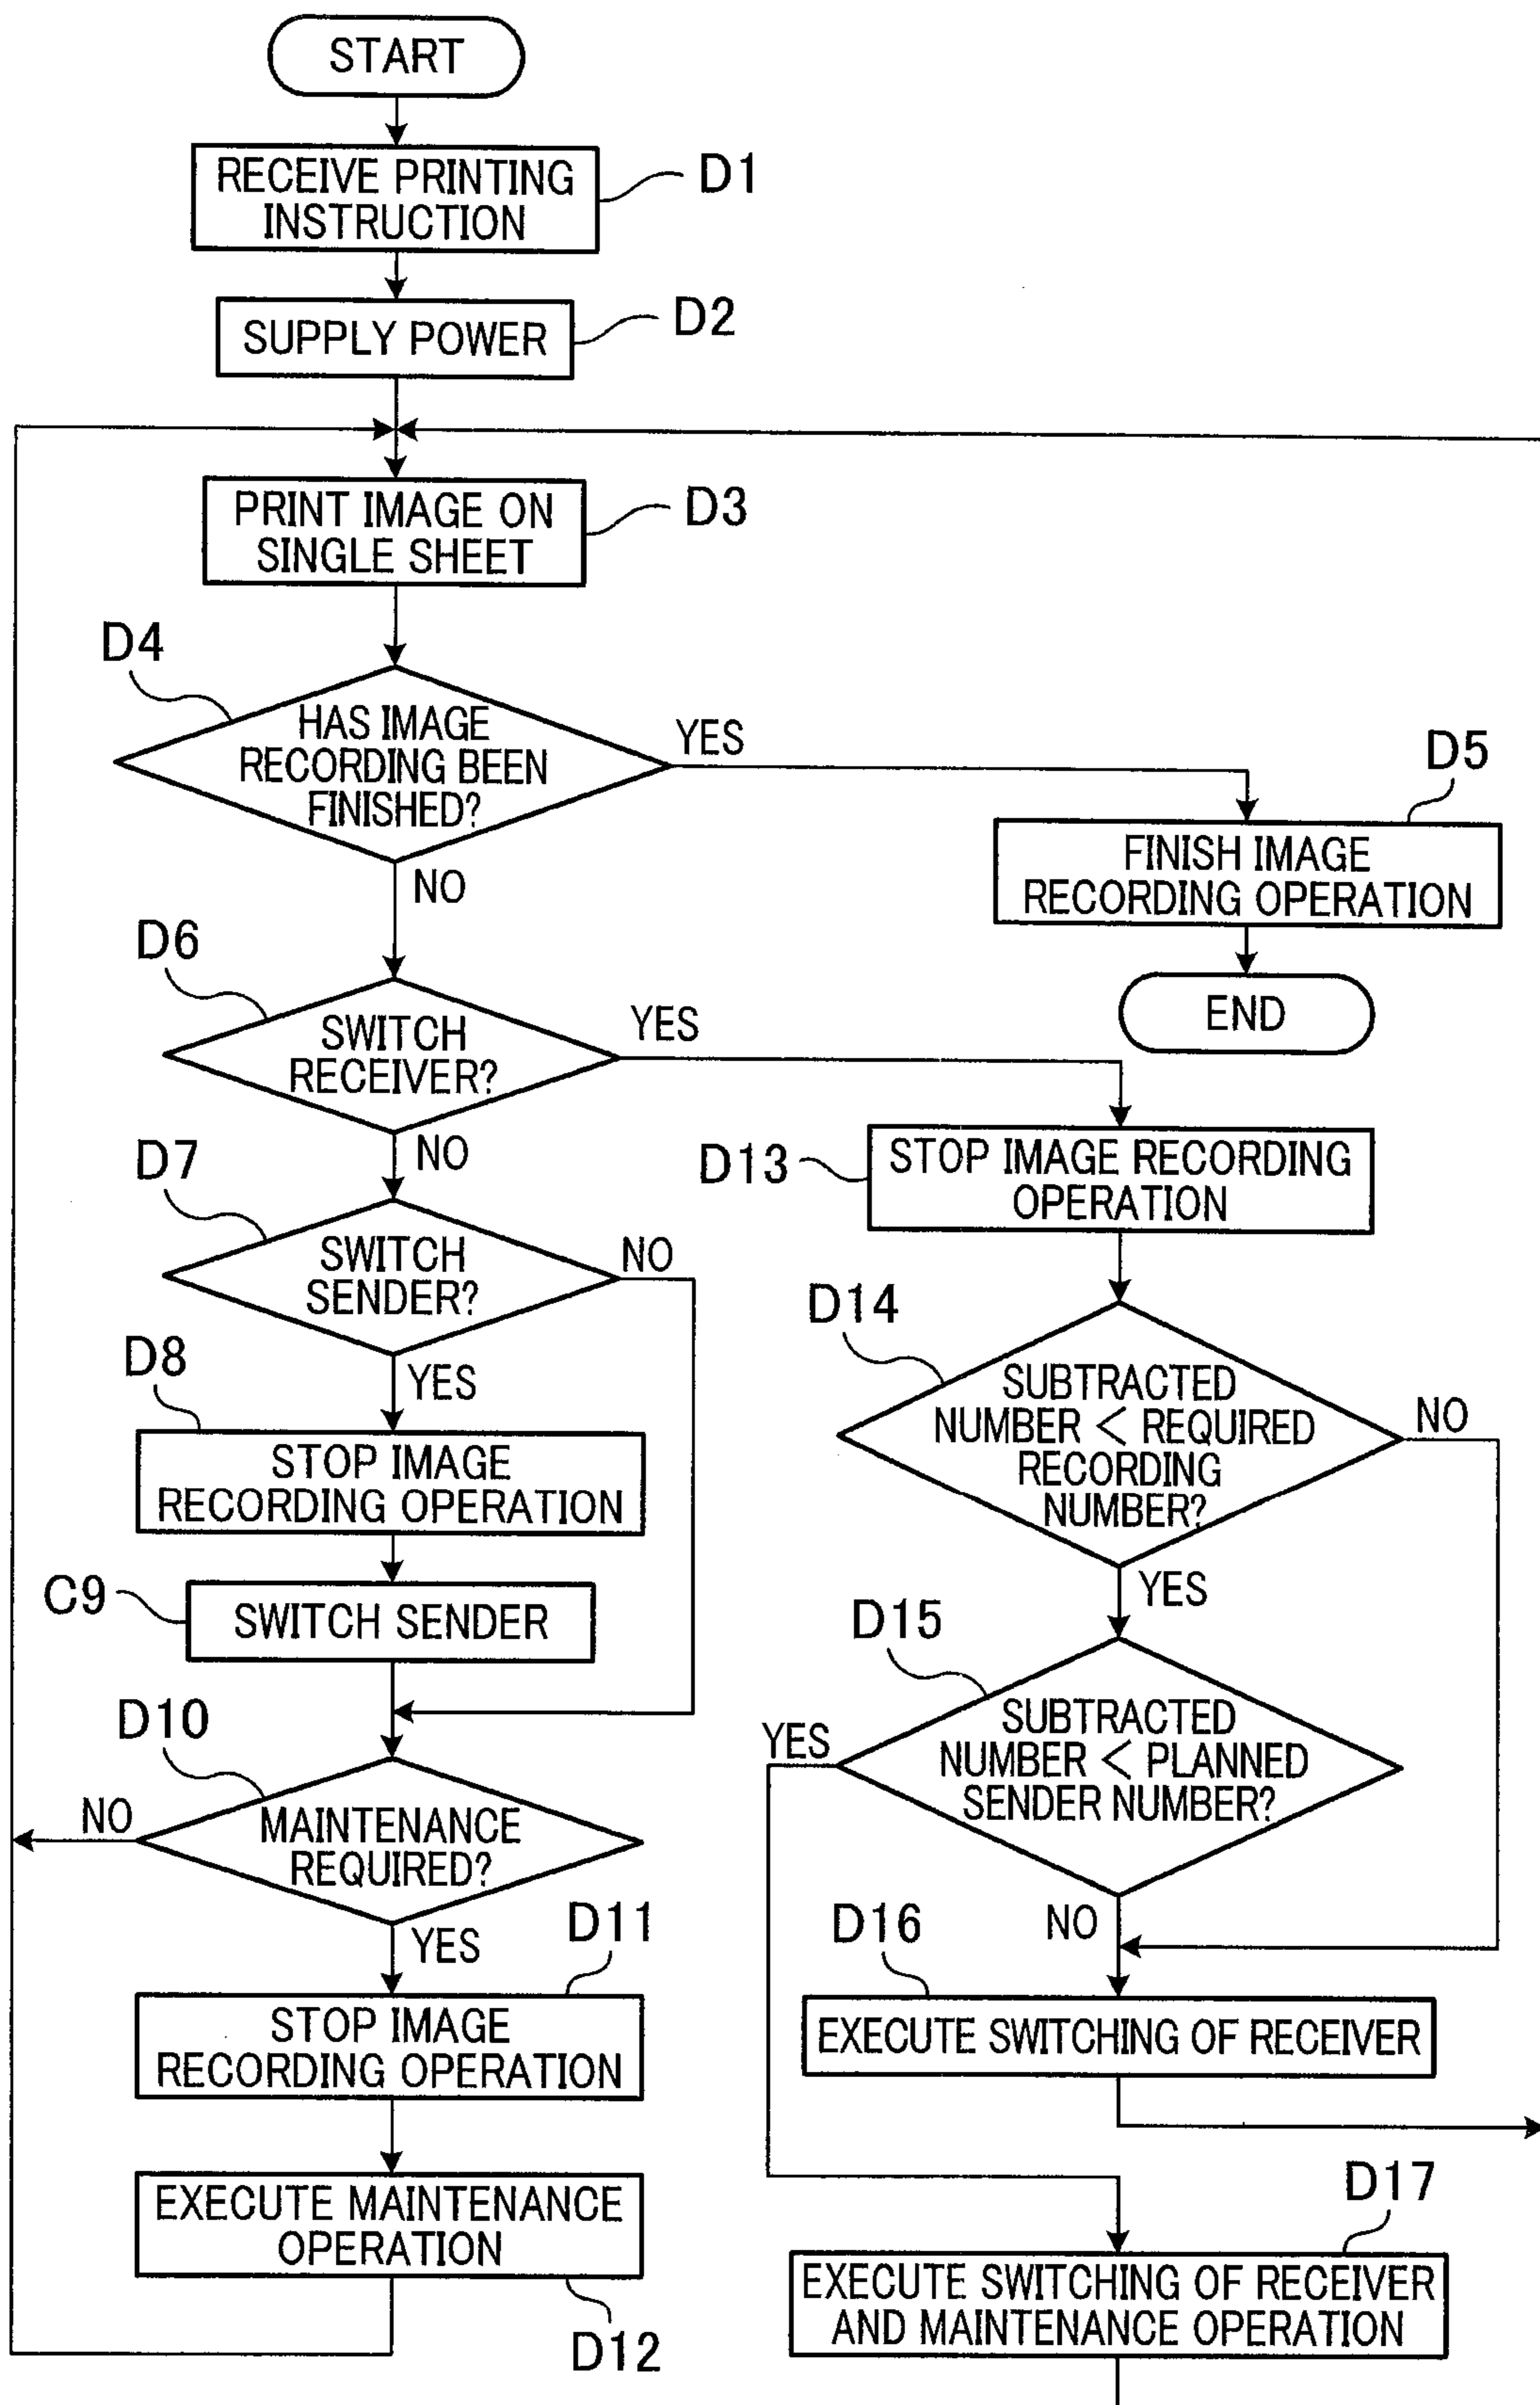 START
RECEIVE PRINTING
INSTRUCTION
D1
SUPPLY POWER
D2
PRINT IMAGE ON
SINGLE SHEET
D3
D4
HAS IMAGE
RECORDING BEEN
FINISHED?
YES
NO
D5
FINISH IMAGE
RECORDING OPERATION
END
D6
SWITCH
RECEIVER?
YES
NO
D7
SWITCH
SENDER?
NO
YES
D8
STOP IMAGE
RECORDING OPERATION
C9
SWITCH SENDER
D10
MAINTENANCE
REQUIRED?
NO
YES
D11
STOP IMAGE
RECORDING OPERATION
EXECUTE MAINTENANCE
OPERATION
D12
D13
STOP IMAGE RECORDING
OPERATION
D14
SUBTRACTED
NUMBER < REQUIRED
RECORDING
NUMBER?
NO
YES
D15
SUBTRACTED
NUMBER < PLANNED
SENDER NUMBER?
YES
NO
D16
EXECUTE SWITCHING OF RECEIVER
D17
EXECUTE SWITCHING OF RECEIVER
AND MAINTENANCE OPERATION